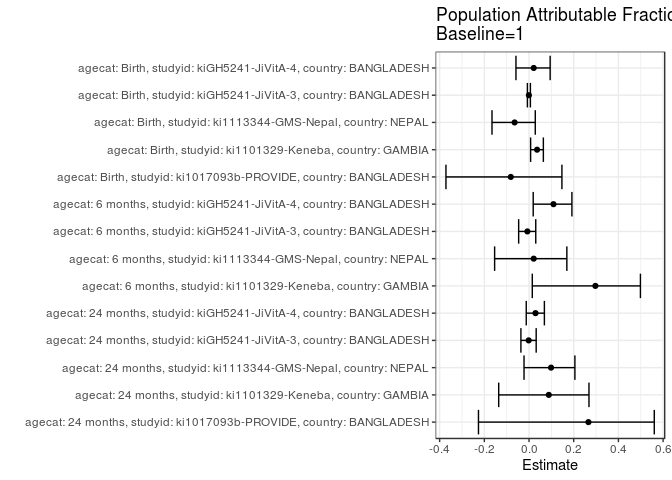 Population Attributable Fractio
Baseline=1
agecat: Birth, studyid: kiGH5241-JiVitA-4, country: BANGLADESH
agecat: Birth, studyid: kiGH5241-JiVitA-3, country: BANGLADESH
agecat: Birth, studyid: ki1113344-GMS-Nepal, country: NEPAL
agecat: Birth, studyid: ki1101329-Keneba, country: GAMBIA
agecat: Birth, studyid: ki1017093b-PROVIDE, country: BANGLADESH
agecat: 6 months, studyid: kiGH5241-JiVitA-4, country: BANGLADESH
agecat: 6 months, studyid: kiGH5241-JiVitA-3, country: BANGLADESH
agecat: 6 months, studyid: ki1113344-GMS-Nepal, country: NEPAL
agecat: 6 months, studyid: ki1101329-Keneba, country: GAMBIA
agecat: 24 months, studyid: kiGH5241-JiVitA-4, country: BANGLADESH
agecat: 24 months, studyid: kiGH5241-JiVitA-3, country: BANGLADESH
agecat: 24 months, studyid: ki1113344-GMS-Nepal, country: NEPAL
agecat: 24 months, studyid: ki1101329-Keneba, country: GAMBIA
agecat: 24 months, studyid: ki1017093b-PROVIDE, country: BANGLADESH
-0.4 -0.2 0.0 0.2 0.4 0.6
Estimate